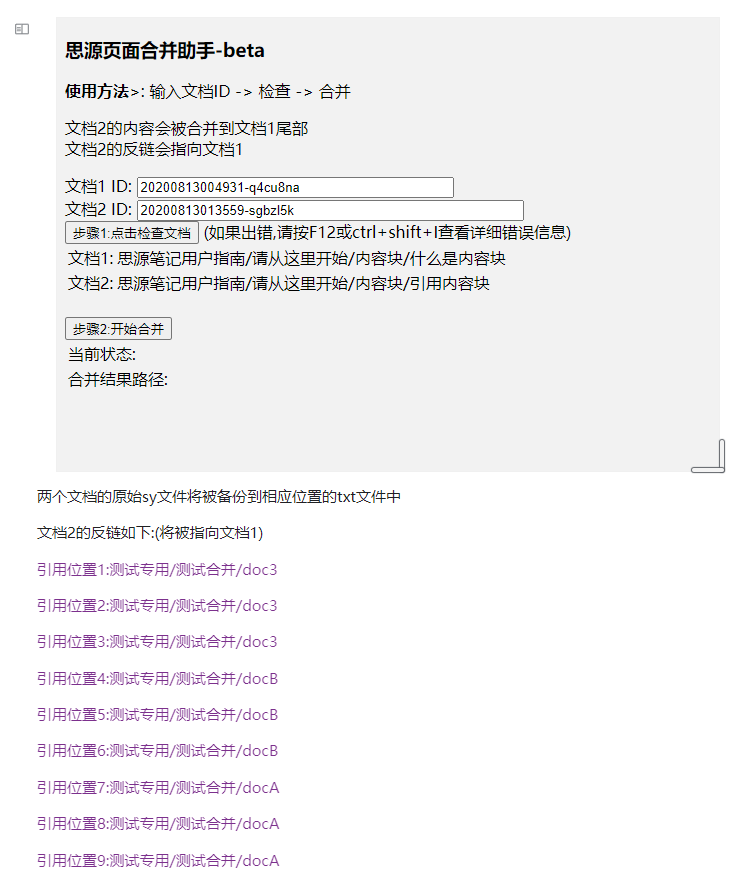 思源页面合并助手-beta
使用方法>: 输入文档ID -> 检查 -> 合并
文档2的内容会被合并到文档1尾部
文档2的反链会指向文档1
文档1 ID: 20200813004931-q4cu8na
文档2 ID: 20200813013559-sgbzl5k
步骤1:点击检查文档 (如果出错,请按F12或ctrl+shift+I查看详细错误信息)
文档1: 思源笔记用户指南/请从这里开始/内容块/什么是内容块
文档2: 思源笔记用户指南/请从这里开始/内容块/引用内容块
步骤2:开始合并
当前状态:
合并结果路径:
两个文档的原始sy文件将被备份到相应位置的txt文件中
文档2的反链如下:(将被指向文档1)
引用位置1:测试专用/测试合并/doc3
引用位置2:测试专用/测试合并/doc3
引用位置3:测试专用/测试合并/doc3
引用位置4:测试专用/测试合并/docB
引用位置5:测试专用/测试合并/docB
引用位置6:测试专用/测试合并/docB
引用位置7:测试专用/测试合并/docA
引用位置8:测试专用/测试合并/docA
引用位置9:测试专用/测试合并/docA